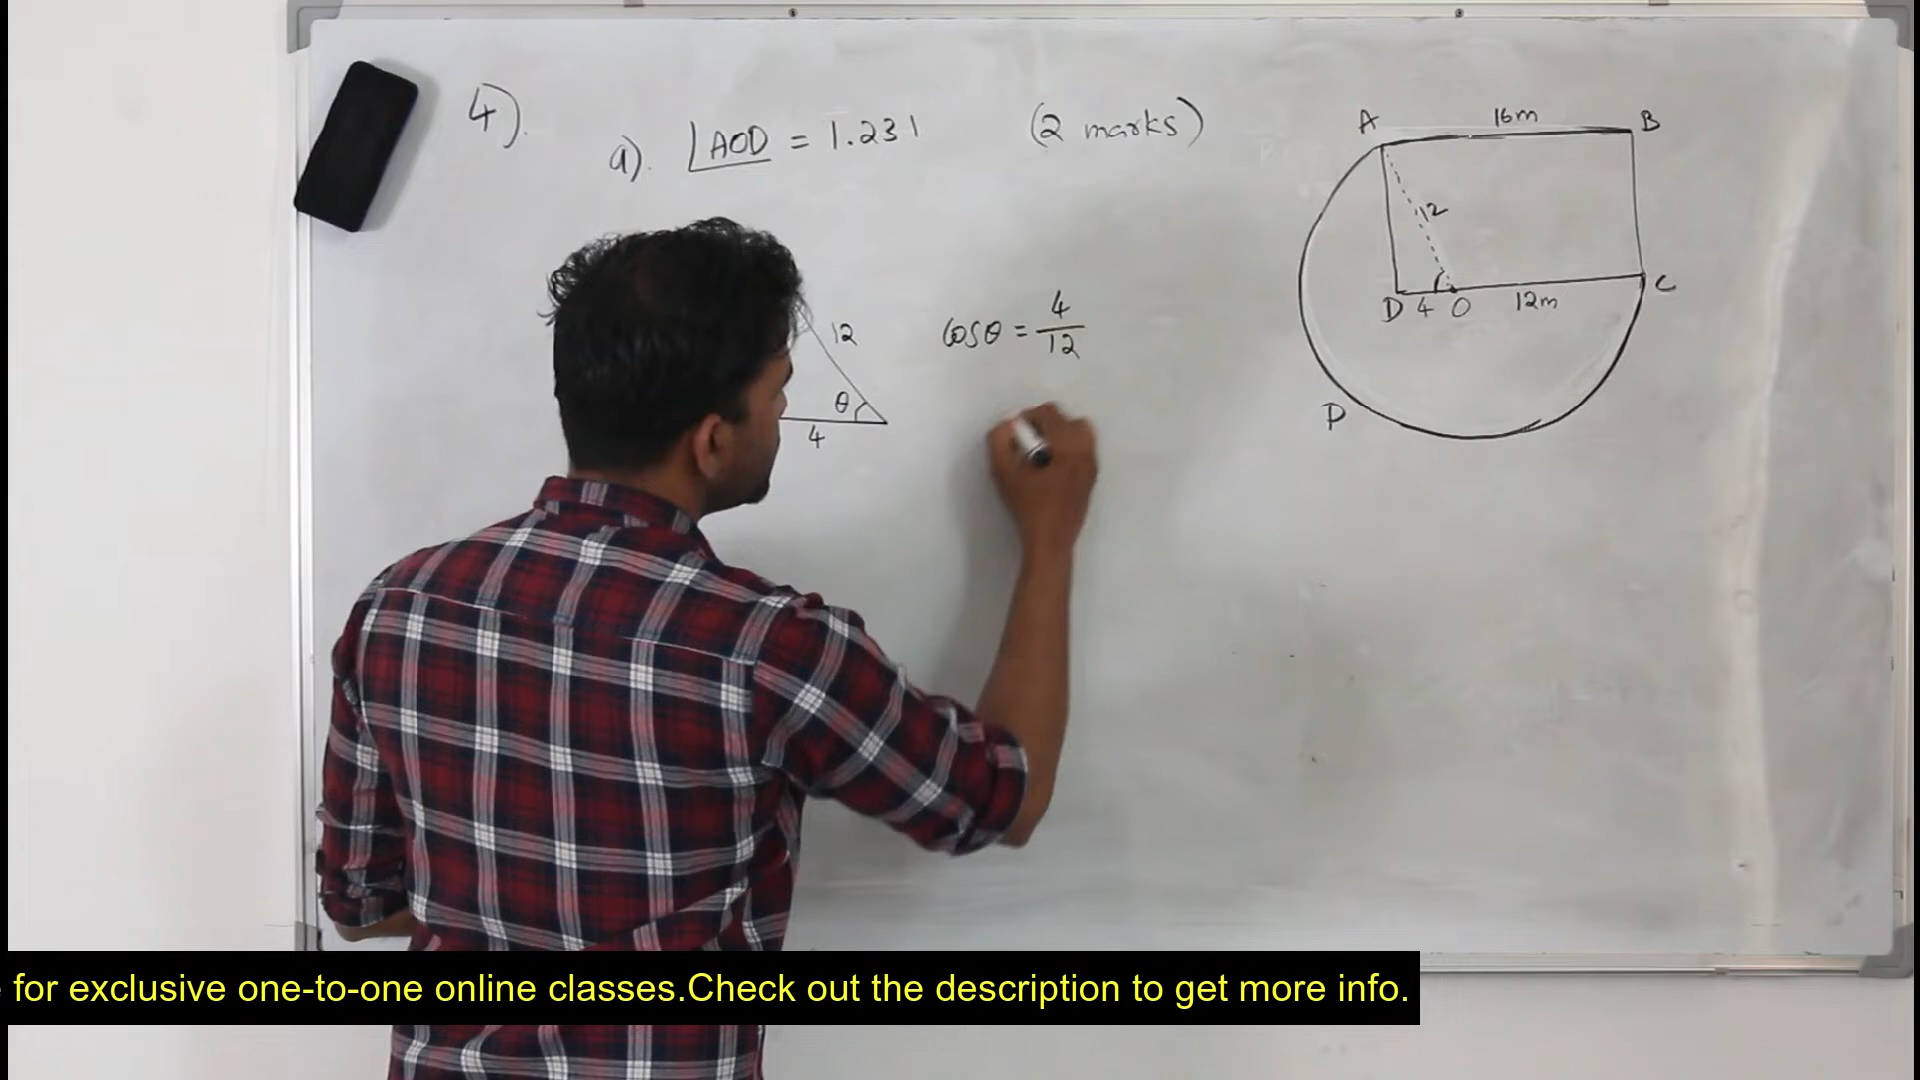 4).
a). ∠AOD = 1.231 (2 marks)
12
θ
4
cosθ = 4/12
A 16m B
12
D 4 O 12m C
P
for exclusive one-to-one online classes.Check out the description to get more info.